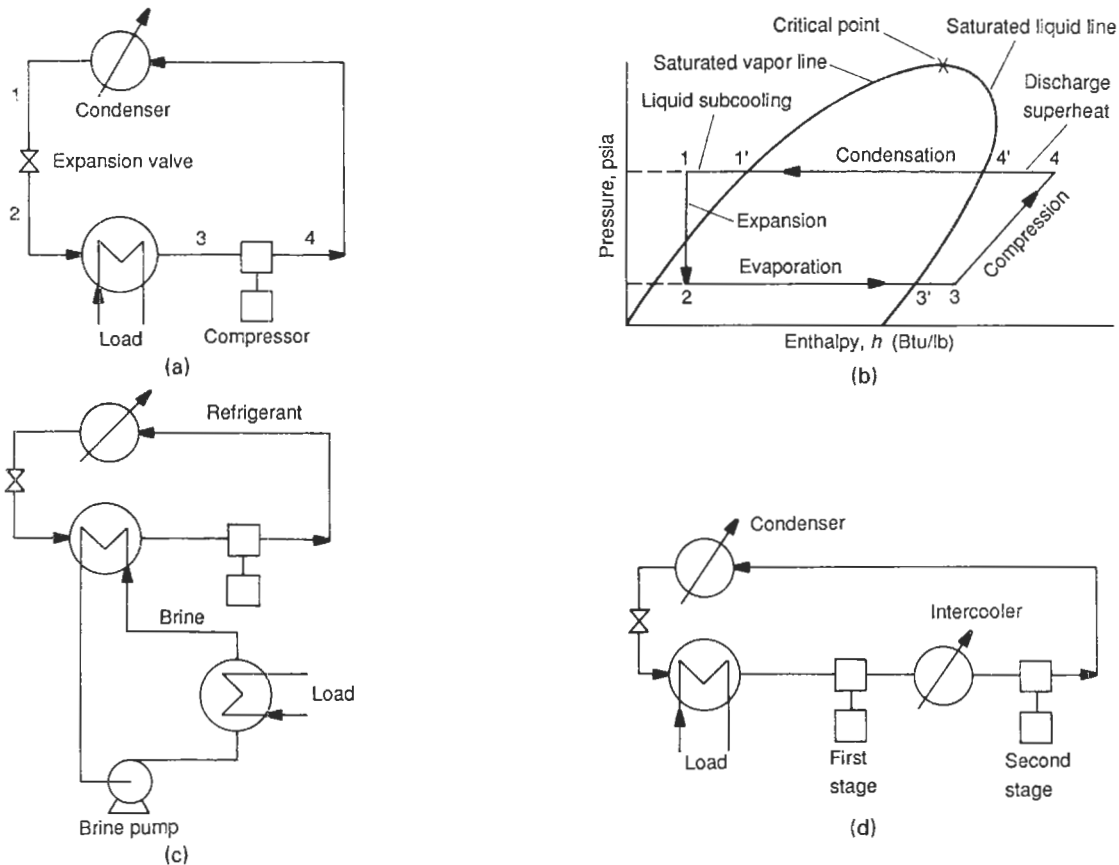 1
Condenser
Expansion valve
2
3
4
Load
Compressor
(a)
Critical point
Saturated liquid line
Saturated vapor line
Liquid subcooling
Discharge
superheat
1
1'
Condensation
4'
4
Pressure, psia
Expansion
Compression
Evaporation
2
3'
3
Enthalpy, h (Btu/lb)
(b)
Refrigerant
Brine
Load
Brine pump
(c)
Condenser
Intercooler
Load
First
stage
Second
stage
(d)